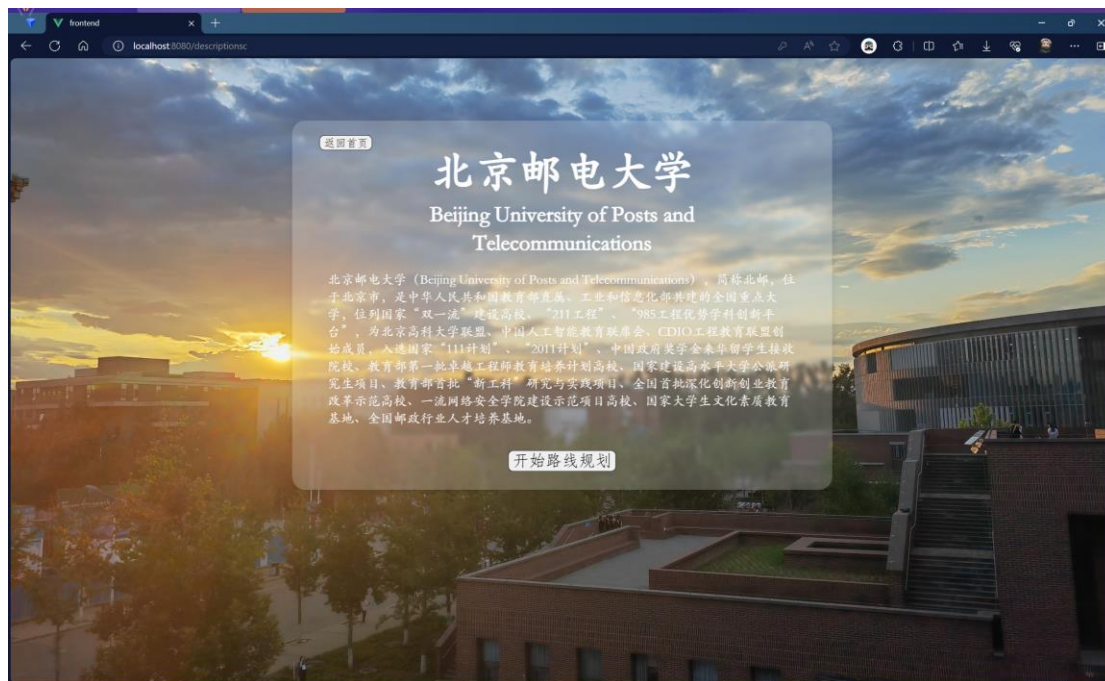 frontend
localhost:8080/descriptionsc
返回首页
北京邮电大学
Beijing University of Posts and
Telecommunications
北京邮电大学（Beijing University of Posts and Telecommunications），简称北邮，位
于北京市，是中华人民共和国教育部直属、工业和信息化部共建的全国重点大
学，位列国家“双一流”建设高校、“211工程”、“985工程优势学科创新平
台”，为北京高科大学联盟、中国人工智能教育联席会、CDIO工程教育联盟创
始成员，入选国家“111计划”、“2011计划”、中国政府奖学金来华留学生接收
院校、教育部第一批卓越工程师教育培养计划高校、国家建设高水平大学公派研
究生项目、教育部首批“新工科”研究与实践项目、全国首批深化创新创业教育
改革示范高校、一流网络安全学院建设示范项目高校、国家大学生文化素质教育
基地、全国邮政行业人才培养基地。
开始路线规划